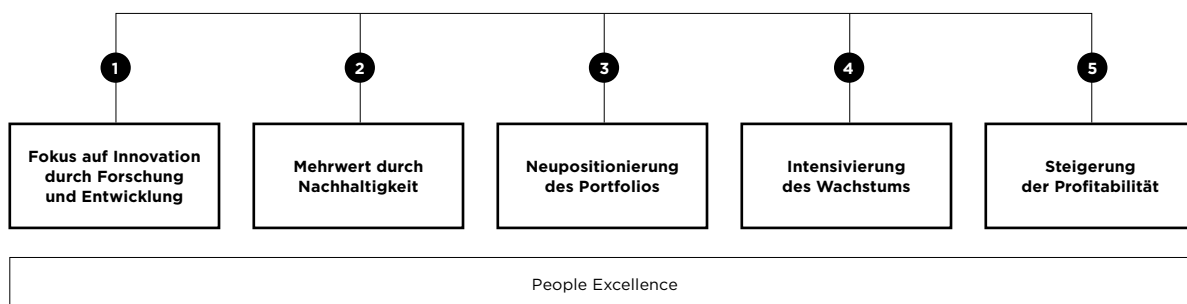 1
2
3
4
5
Fokus auf Innovation
durch Forschung
und Entwicklung
Mehrwert durch
Nachhaltigkeit
Neupositionierung
des Portfolios
Intensivierung
des Wachstums
Steigerung
der Profitabilität
People Excellence